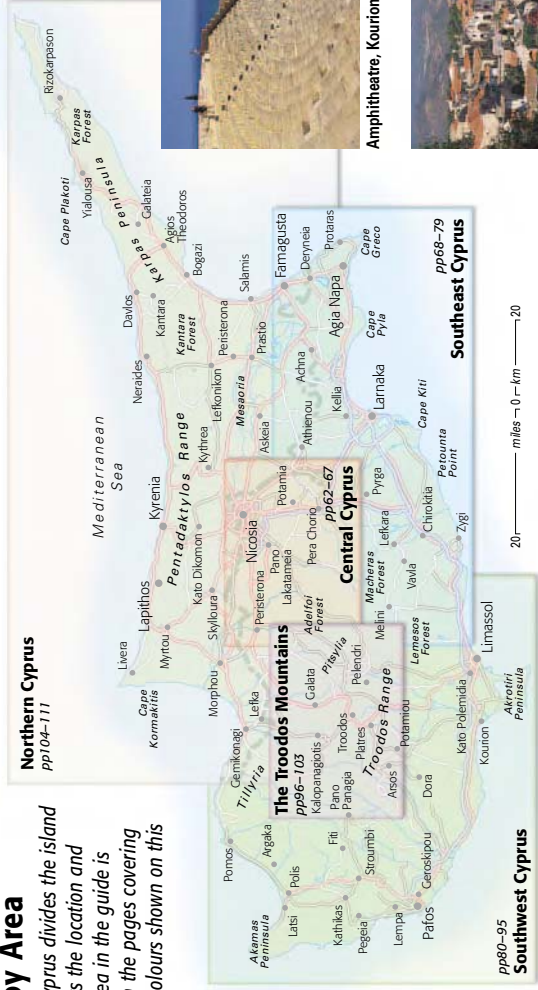 by Area
yprus divides the island
s the location and
ea in the guide is
o the pages covering
olours shown on this
Northern Cyprus
pp104–111
Mediterranean
Sea
Rizokarpason
Karpas
Forest
Cape Plakoti
Yialousa
Karpas Peninsula
Galateia
Agios
Theodoros
Bogazi
Davlos
Kantara
Kantara
Forest
Neraides
Salamis
Peristerona
Prastio
Lefkonikon
Mesaoria
Kythrea
Pentadaktylos Range
Kyrenia
Lapithos
Kato Dikomon
Livera
Myrtou
Skylloura
Cape
Kormakitis
Morphou
Askeia
Famagusta
Deryneia
Protaras
Cape
Greco
Agia Napa
Achna
Athienou
Kellia
Cape
Pyla
Larnaka
Cape Kiti
Petounta
Point
Pyrga
Lefkara
Chirokitia
Zygi
Vavla
Macheras
Forest
Melini
Lemesos
Forest
Southeast Cyprus
pp68–79
Nicosia
Potamia
Pano
Lakatameia
Pera Chorio
Peristerona
Adelfoi
Forest
Central Cyprus
pp62–67
The Troodos Mountains
pp96–103
Kalopanagiotis
Galata
Pitsylia
Pelendri
Troodos
Platres
Troodos Range
Potamiou
Arsos
Pano
Panagia
Lefka
Gemikonagi
Tillyria
Pomos
Argaka
Polis
Latsi
Akamas
Peninsula
Fiti
Stroumbi
Kathikas
Pegeia
Lempa
Pafos
Geroskipou
Dora
Kato Polemidia
Limassol
Kourion
Akrotiri
Peninsula
pp80–95
Southwest Cyprus
20 miles 0 km 20
Amphitheatre, Kourion